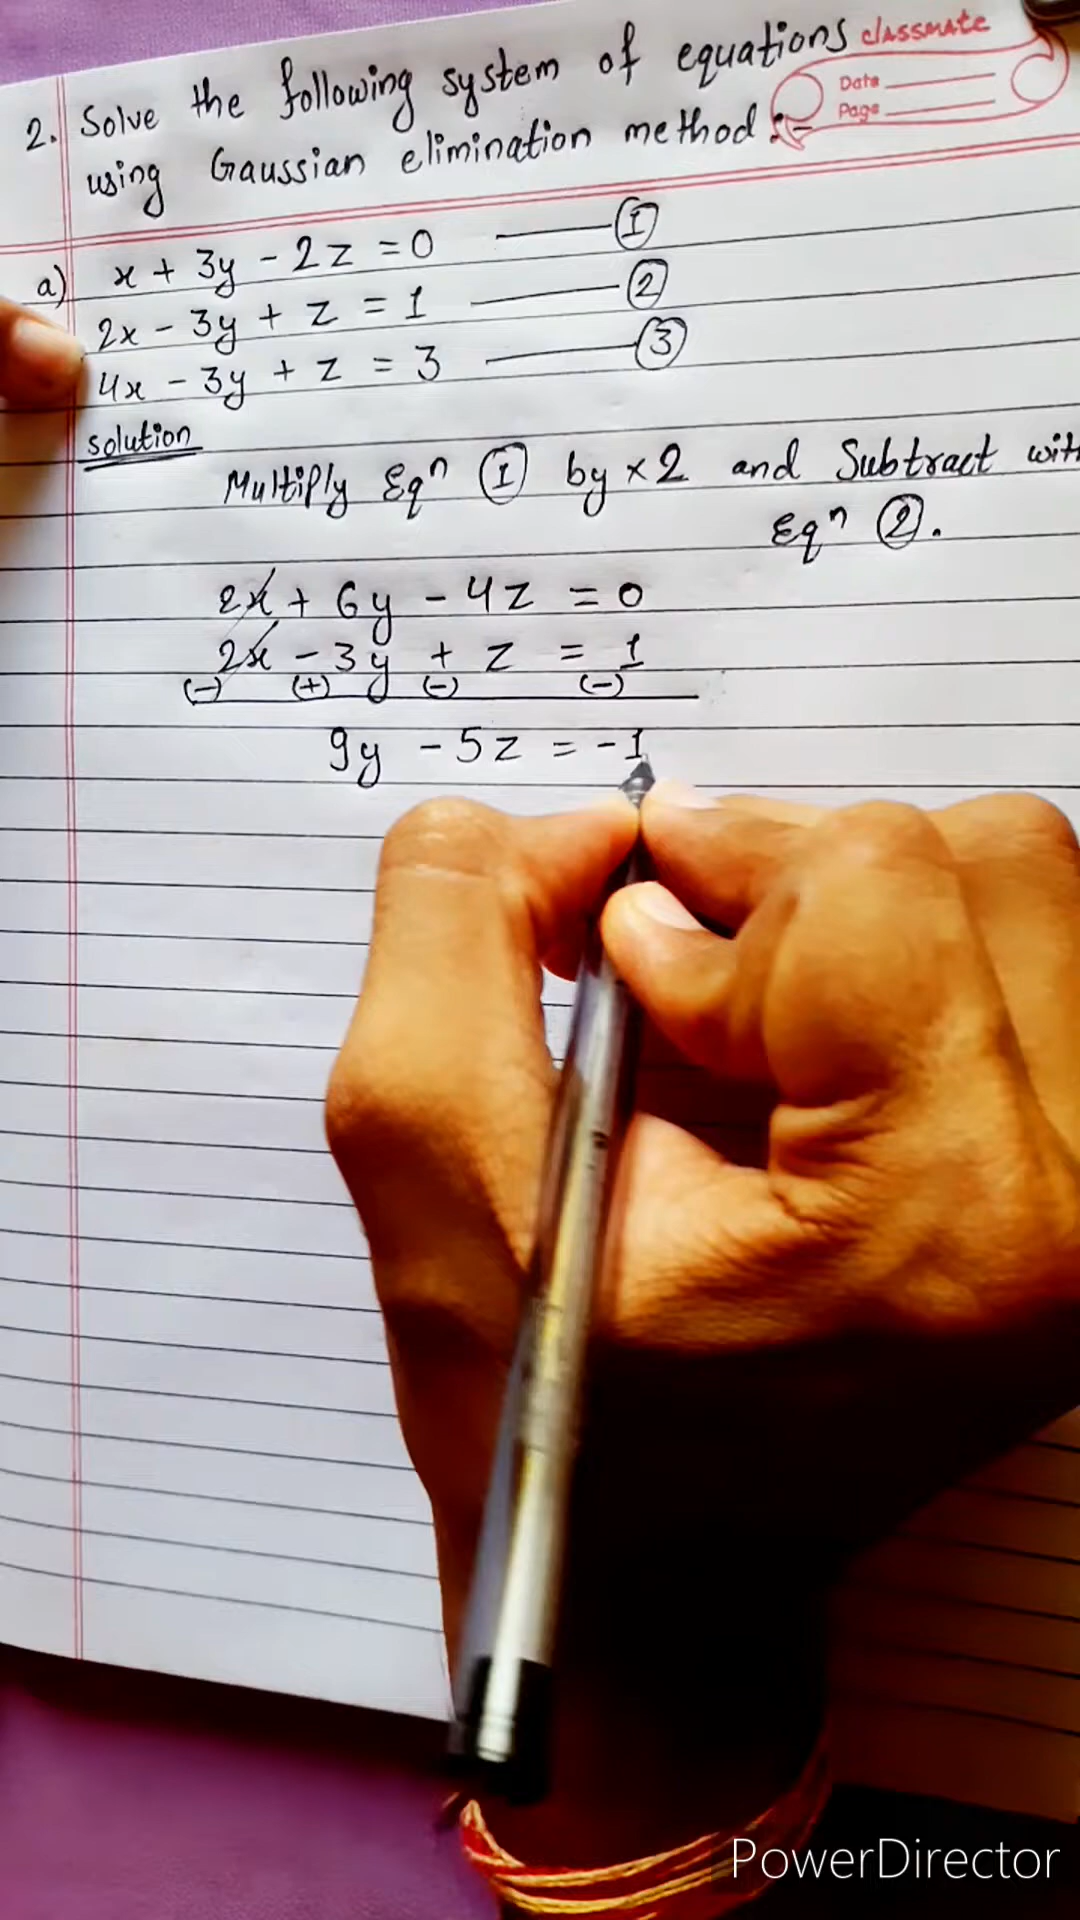 classmate
Date
Page
2. Solve the following system of equations
using Gaussian elimination method :-
a) x + 3y - 2z = 0 ①
2x - 3y + z = 1 ②
4x - 3y + z = 3 ③
solution
Multiply Eqⁿ ① by ×2 and Subtract with
Eqⁿ ②.
2x + 6y - 4z = 0
2x - 3y + z = 1
(-) (+) (-) (-)
9y - 5z = -1
PowerDirector